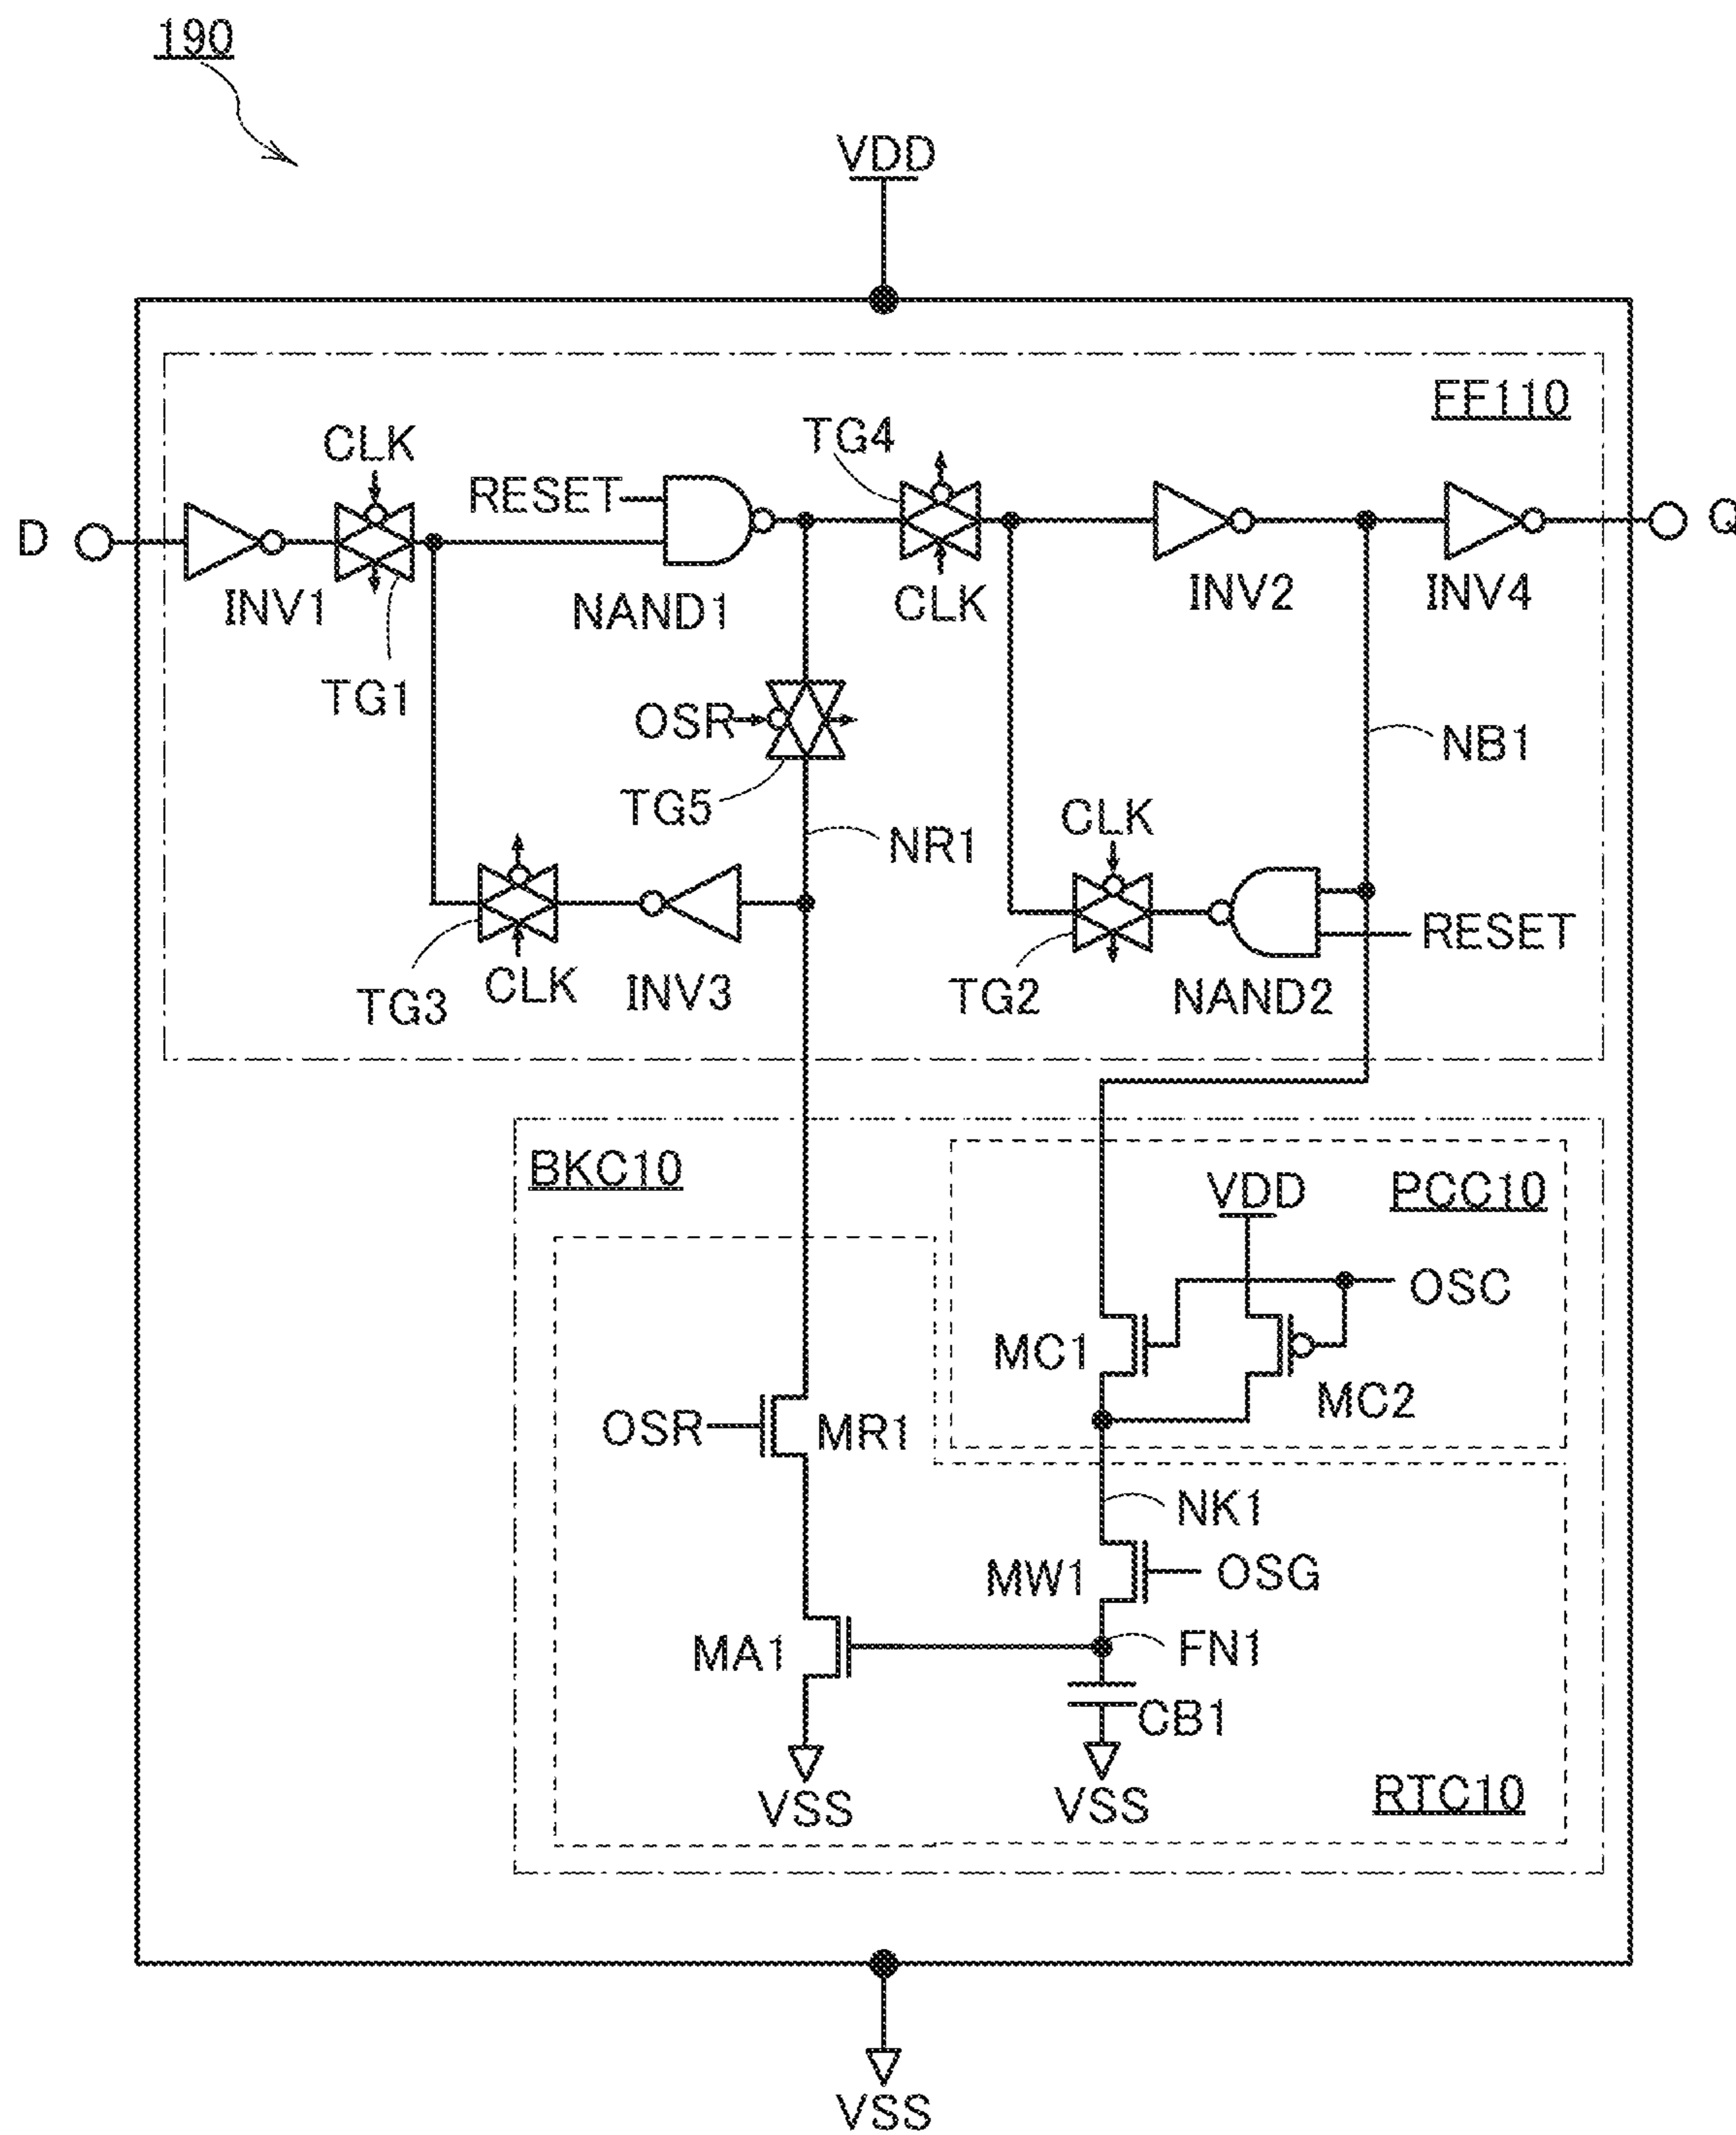 190
VDD
FF110
CLK
TG4
RESET
D
Q
INV1
NAND1
CLK
INV2
INV4
TG1
OSR
NB1
TG5
CLK
NR1
RESET
TG3
CLK
INV3
TG2
NAND2
BKC10
PCC10
VDD
OSC
MC1
MC2
OSR
MR1
NK1
MW1
OSG
MA1
FN1
CB1
VSS
VSS
RTC10
VSS